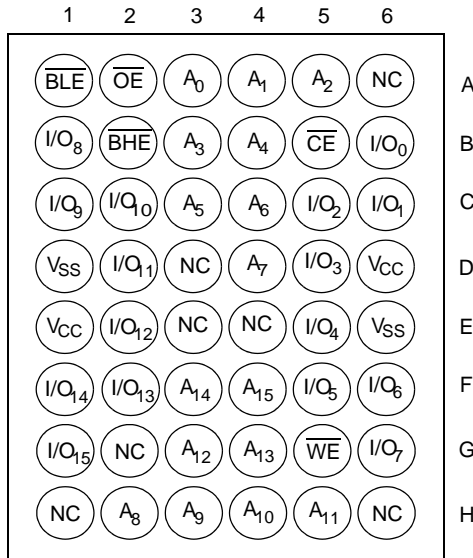 1 2 3 4 5 6
BLE OE A0 A1 A2 NC A
I/O8 BHE A3 A4 CE I/O0 B
I/O9 I/O10 A5 A6 I/O2 I/O1 C
VSS I/O11 NC A7 I/O3 VCC D
VCC I/O12 NC NC I/O4 VSS E
I/O14 I/O13 A14 A15 I/O5 I/O6 F
I/O15 NC A12 A13 WE I/O7 G
NC A8 A9 A10 A11 NC H